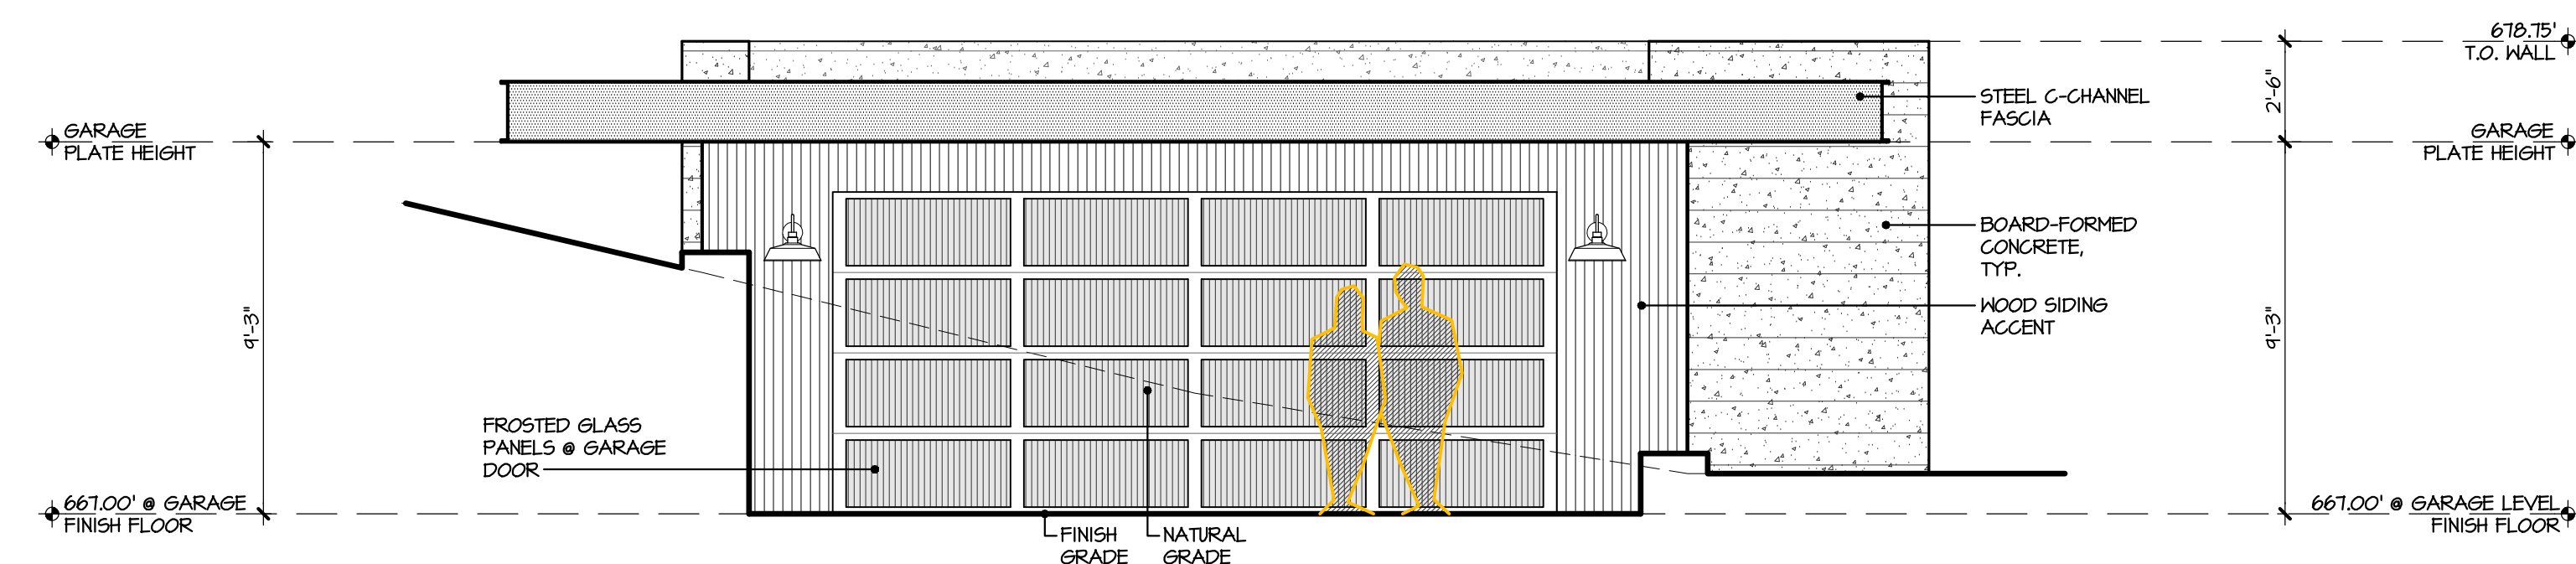 678.75'
T.O. WALL
2'-6"
STEEL C-CHANNEL
FASCIA
GARAGE
PLATE HEIGHT
GARAGE
PLATE HEIGHT
BOARD-FORMED
CONCRETE,
TYP.
WOOD SIDING
ACCENT
9'-3"
9'-3"
FROSTED GLASS
PANELS @ GARAGE
DOOR
667.00' @ GARAGE
FINISH FLOOR
667.00' @ GARAGE LEVEL
FINISH FLOOR
FINISH
GRADE
NATURAL
GRADE